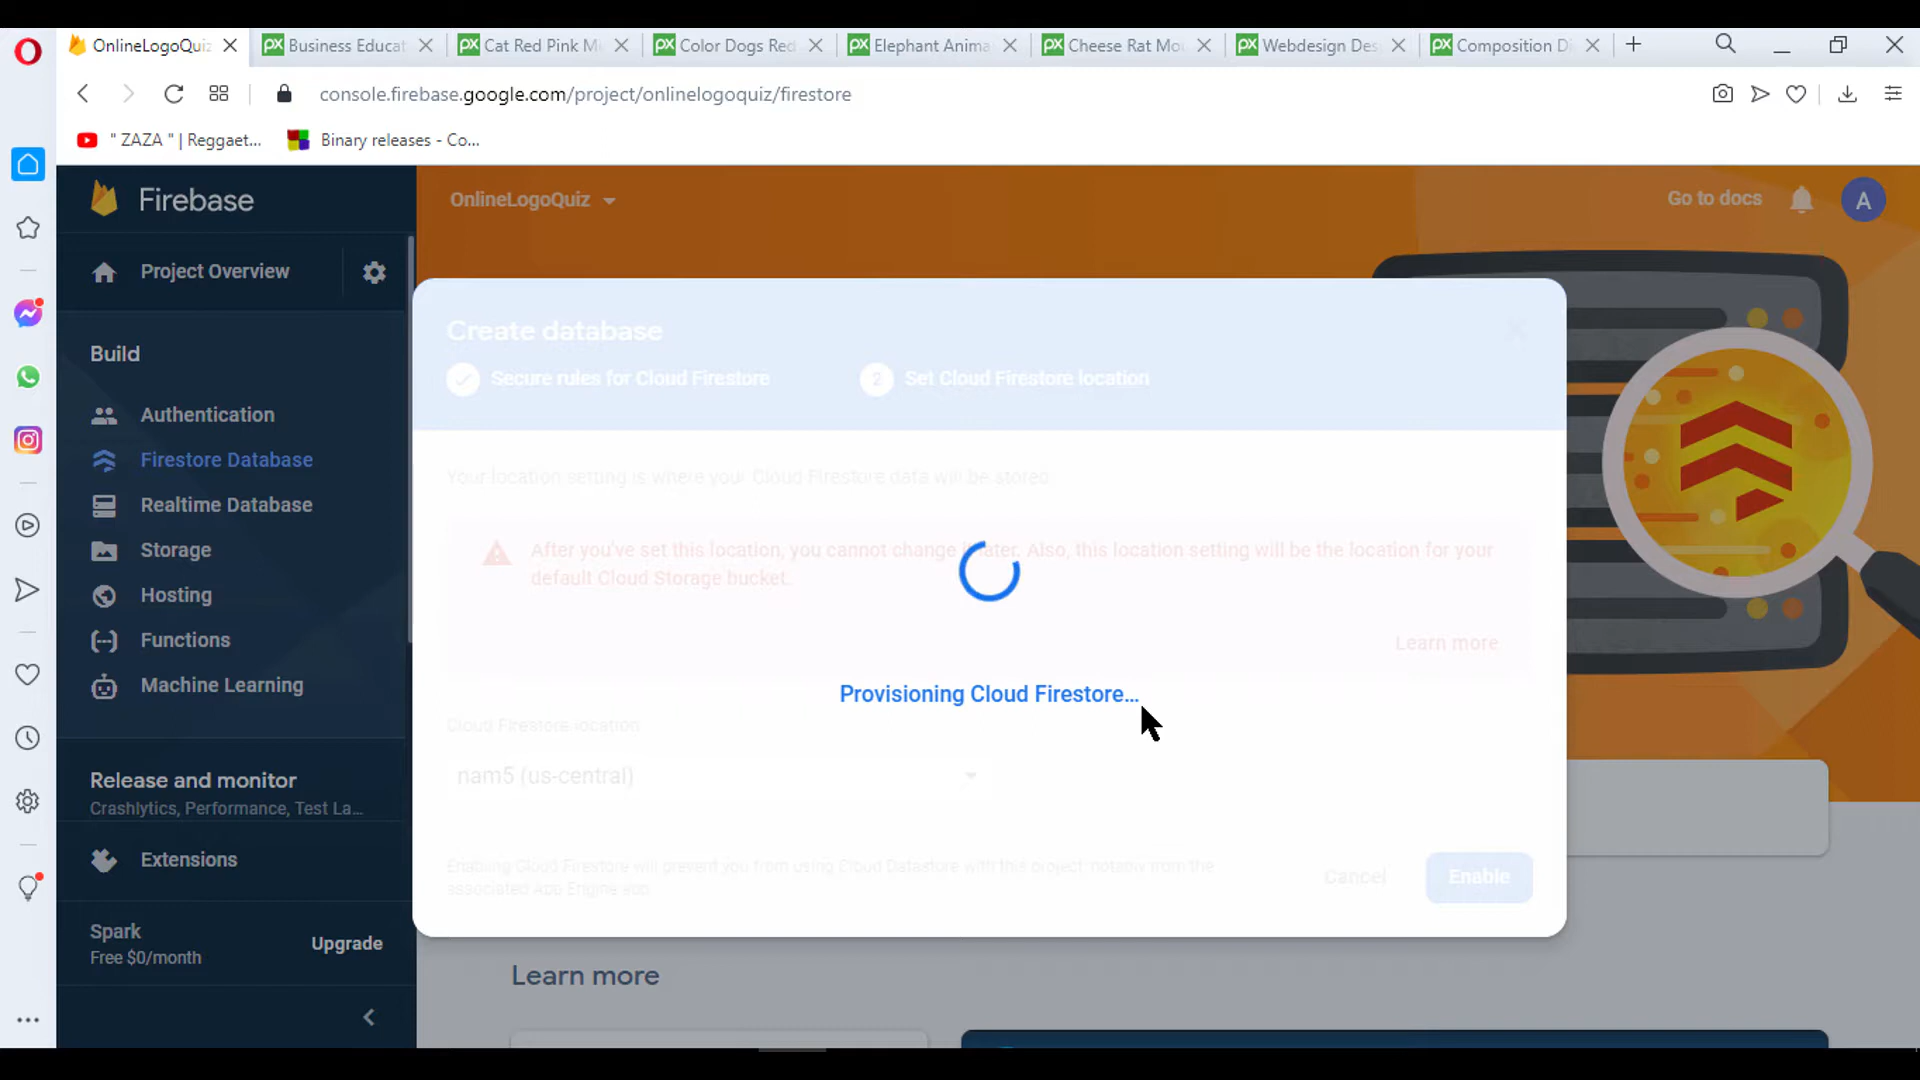 OnlineLogoQuiz
Business Educat
Cat Red Pink M
Color Dogs Red
Elephant Anima
Cheese Rat Mo
Webdesign Des
Composition D
console.firebase.google.com/project/onlinelogoquiz/firestore
" ZAZA " | Reggaet...
Binary releases - Co...
Firebase
OnlineLogoQuiz
Go to docs
A
Project Overview
Create database
Secure rules for Cloud Firestore
2 Set Cloud Firestore location
Build
Authentication
Firestore Database
Realtime Database
Storage
Hosting
Functions
Machine Learning
Your location setting is where your Cloud Firestore data will be stored.
After you've set this location, you cannot change it later. Also, this location setting will be the location for your
default Cloud Storage bucket.
Learn more
Provisioning Cloud Firestore...
Cloud Firestore location
nam5 (us-central)
Enabling Cloud Firestore will prevent you from using Cloud Datastore with this project, notably from the
associated App Engine app
Cancel
Enable
Release and monitor
Crashlytics, Performance, Test La...
Extensions
Spark
Free $0/month
Upgrade
Learn more